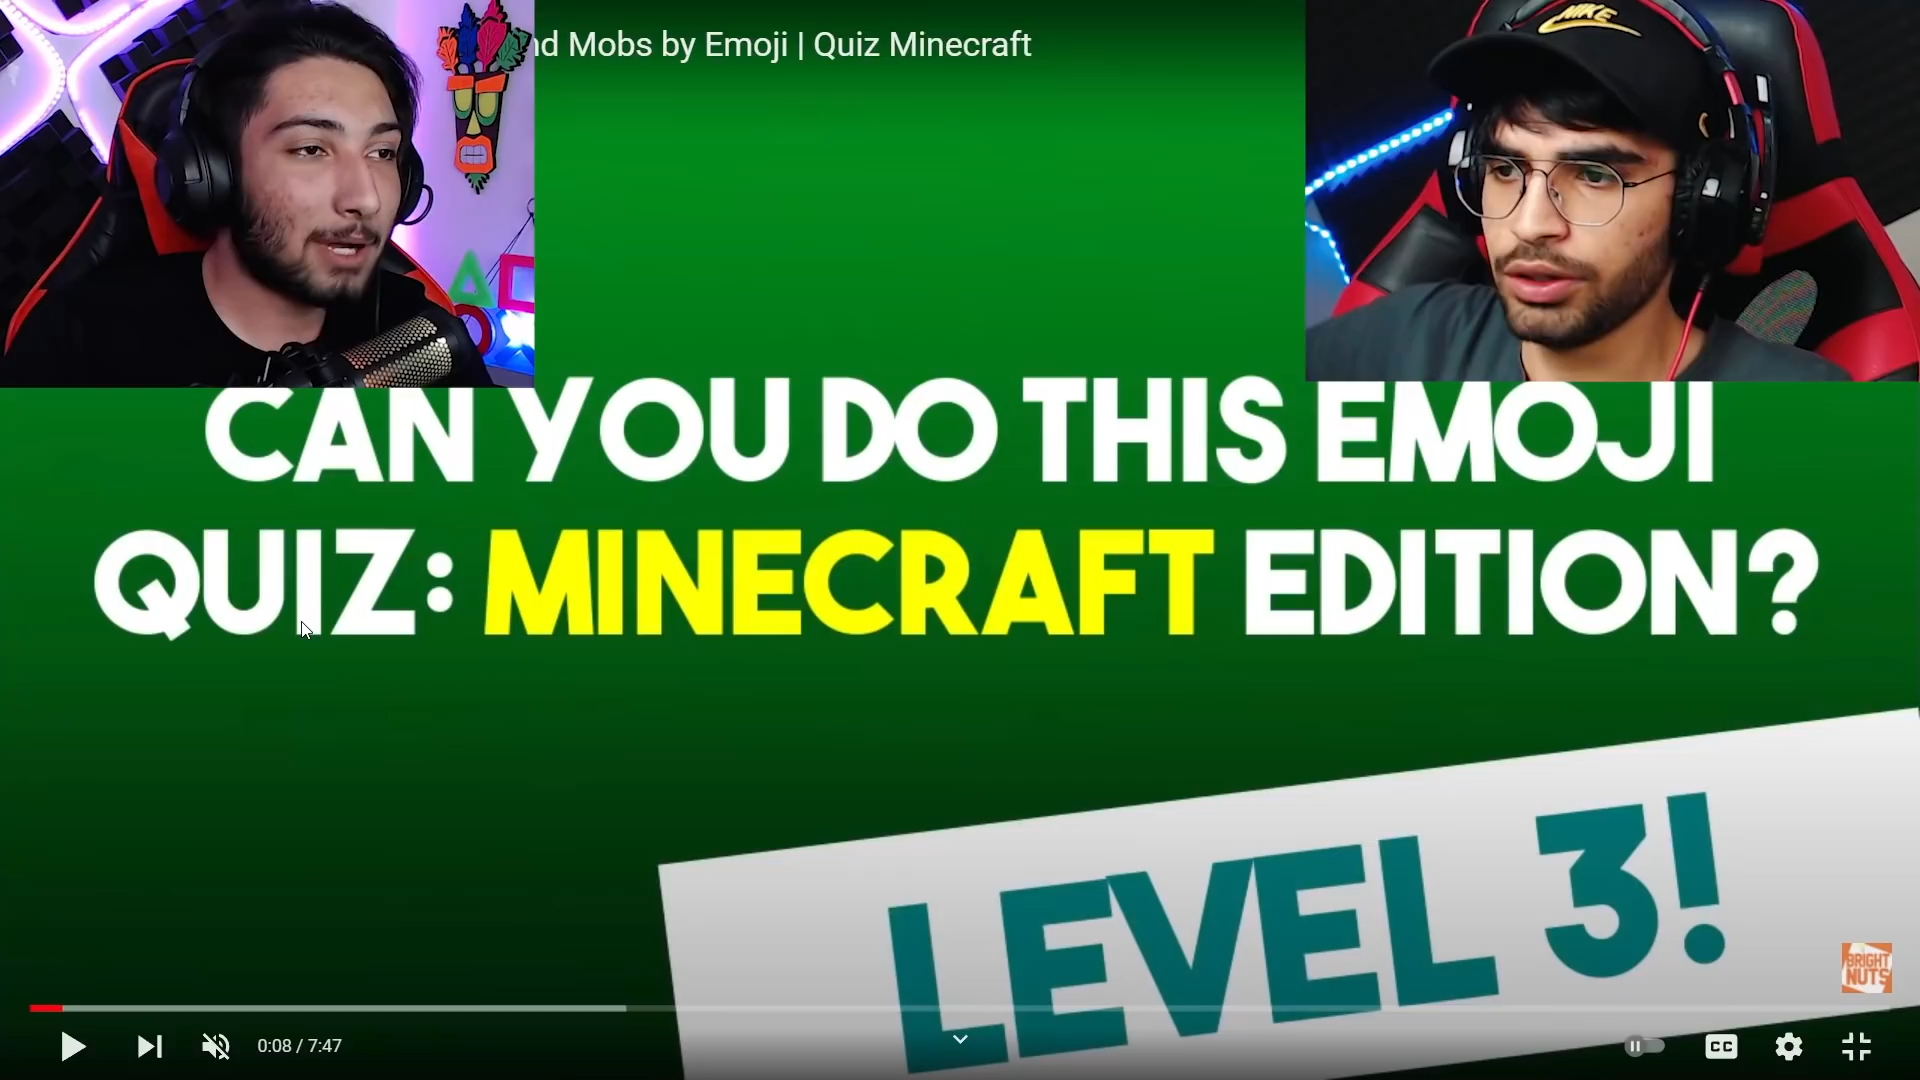 nd Mobs by Emoji | Quiz Minecraft
NIKE
CAN YOU DO THIS EMOJI
QUIZ: MINECRAFT EDITION?
LEVEL 3!
BRIGHT
NUTS
0:08 / 7:47
CC